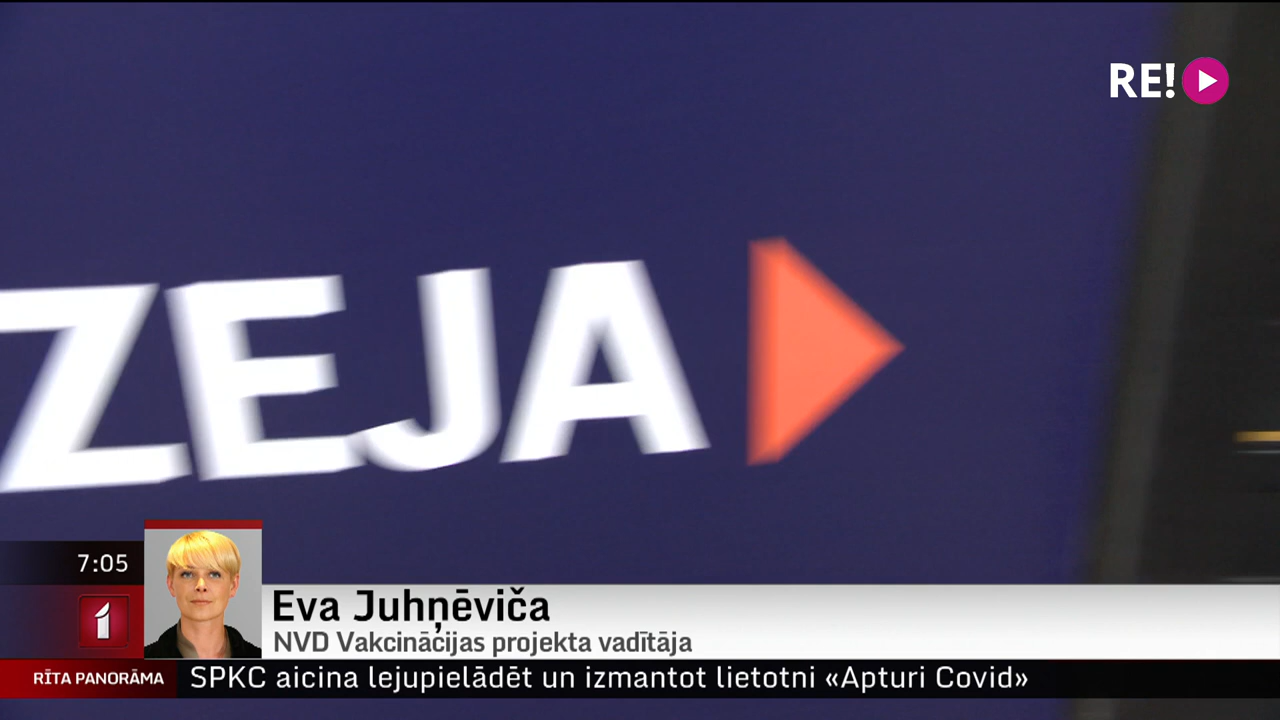 RE!
ZEJA
7:05
1
Eva Juhņēviča
NVD Vakcinācijas projekta vadītāja
RĪTA PANORĀMA
SPKC aicina lejupielādēt un izmantot lietotni «Apturi Covid»